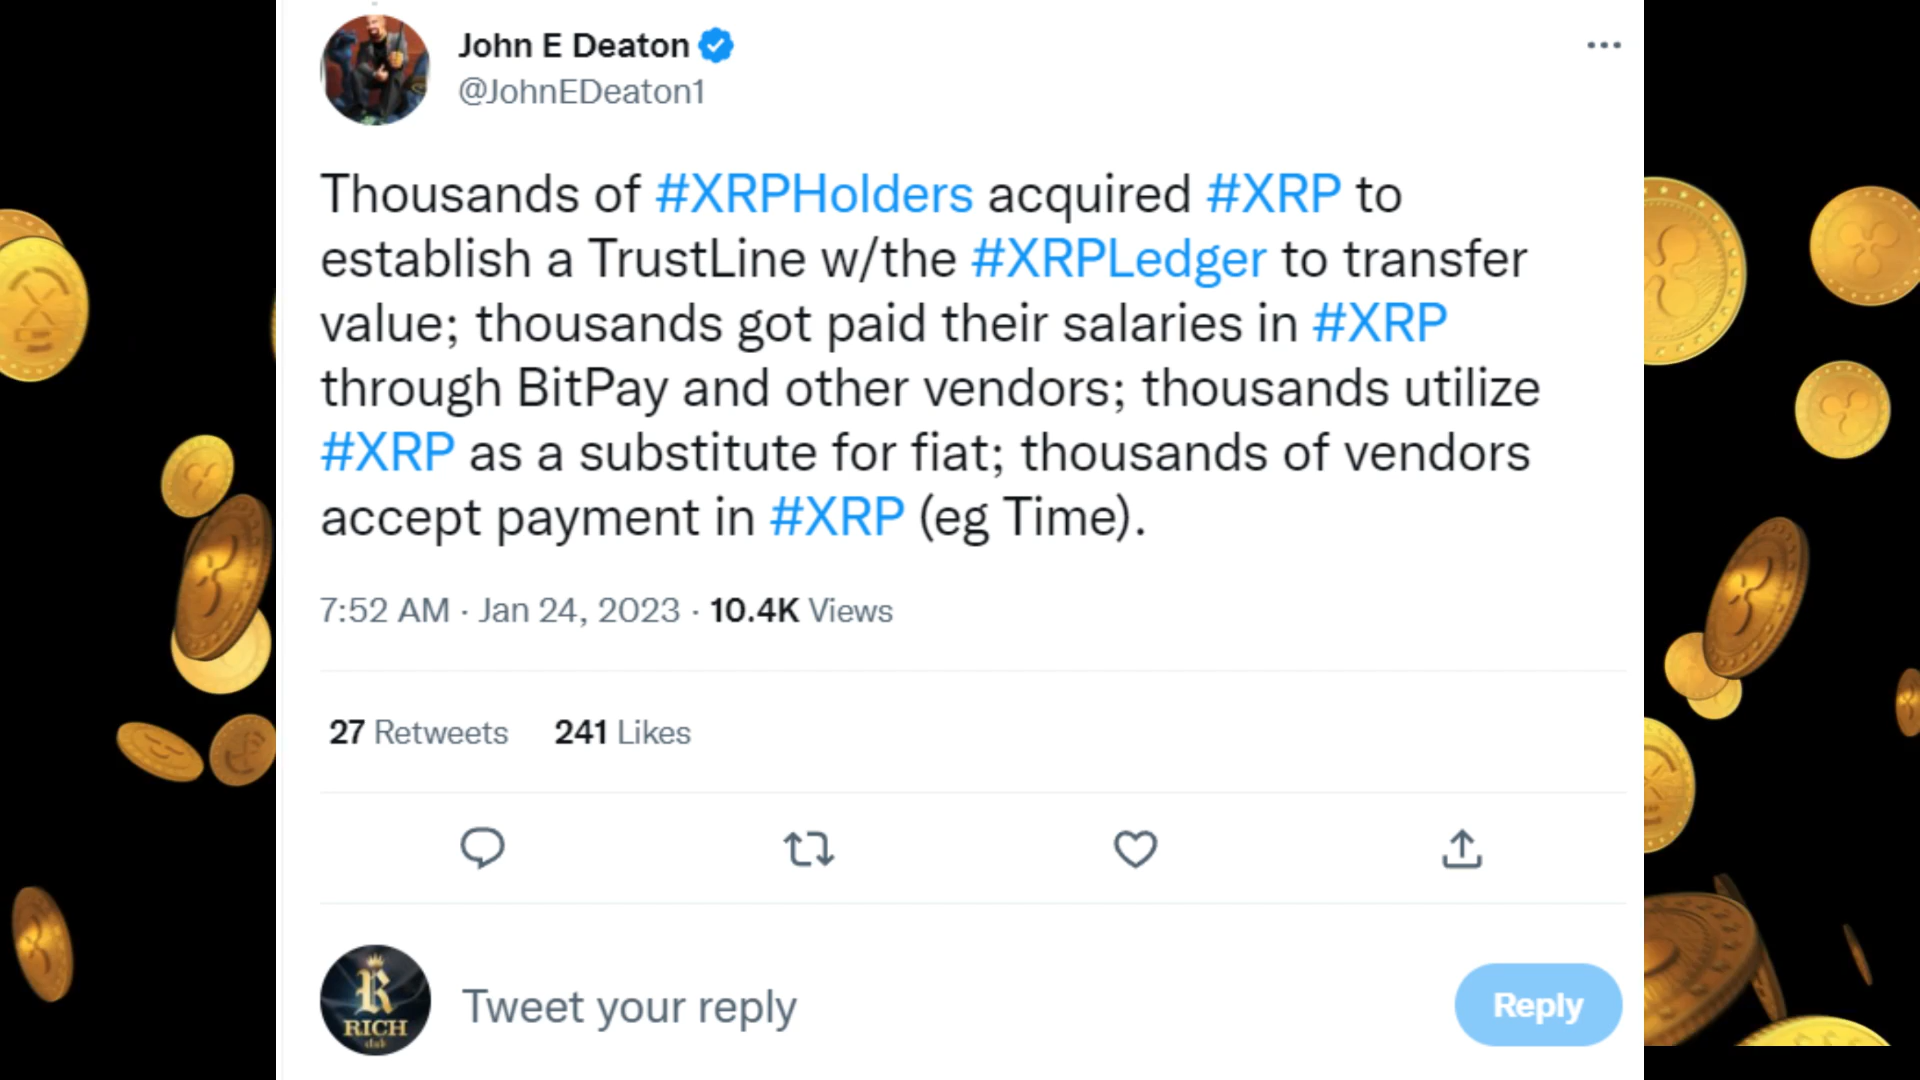 John E Deaton
@JohnEDeaton1
Thousands of #XRPHolders acquired #XRP to
establish a TrustLine w/the #XRPLedger to transfer
value; thousands got paid their salaries in #XRP
through BitPay and other vendors; thousands utilize
#XRP as a substitute for fiat; thousands of vendors
accept payment in #XRP (eg Time).
7:52 AM · Jan 24, 2023 · 10.4K Views
27 Retweets 241 Likes
R
RICH
club
Tweet your reply
Reply